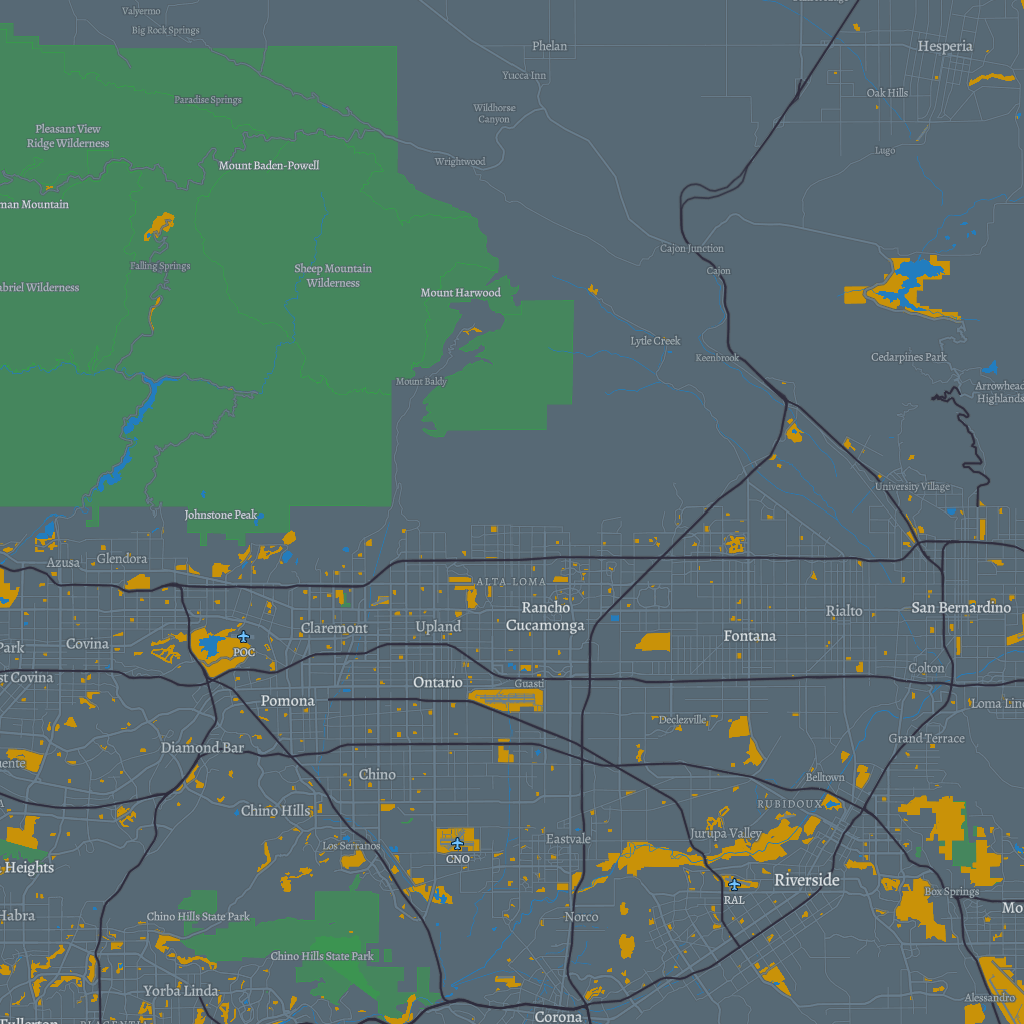 Valyermo
Big Rock Springs
Phelan
Hesperia
Yucca Inn
Oak Hills
Paradise Springs
Wildhorse
Canyon
Pleasant View
Ridge Wilderness
Lugo
Mount Baden-Powell
Wrightwood
man Mountain
Cajon Junction
Falling Springs
Sheep Mountain
Wilderness
Cajon
abriel Wilderness
Mount Harwood
Lytle Creek
Keenbrook
Cedarpines Park
Mount Baldy
Arrowhead
Highlands
University Village
Johnstone Peak
Azusa
Glendora
ALTA LOMA
Rancho
Cucamonga
Rialto
San Bernardino
Claremont
Upland
Fontana
Park
Covina
POC
Colton
st Covina
Ontario
Guasti
Pomona
Loma Lind
Declezville
Diamond Bar
Grand Terrace
uente
Chino
Belltown
A
RUBIDOUX
Chino Hills
Los Serranos
Eastvale
Jurupa Valley
CNO
Heights
Riverside
RAL
Box Springs
Habra
Chino Hills State Park
Norco
Mo
Chino Hills State Park
Yorba Linda
Alessandro
Fullerton
PLACENTIA
Corona